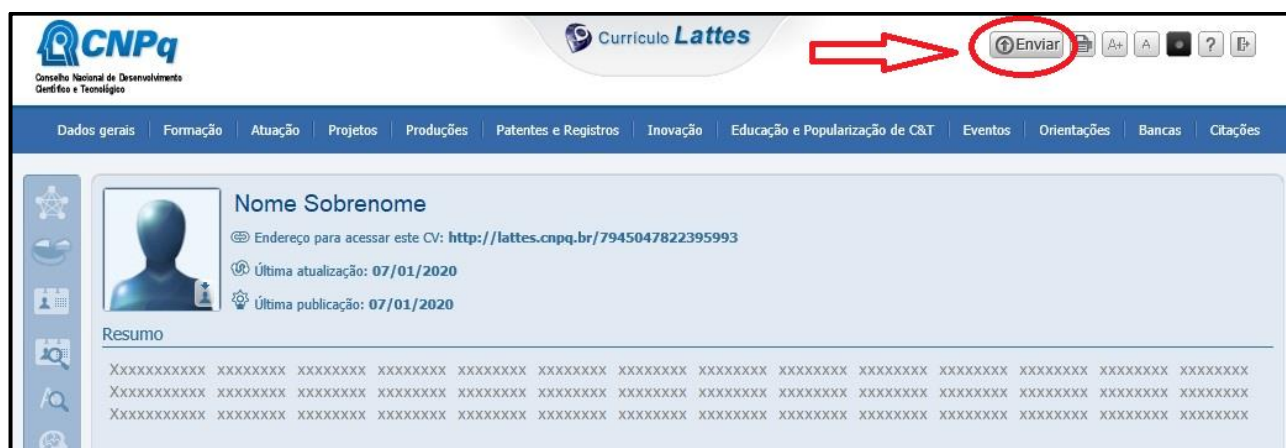 CNPq
Conselho Nacional de Desenvolvimento
Científico e Tecnológico
Currículo Lattes
Enviar A+ A ?
Dados gerais Formação Atuação Projetos Produções Patentes e Registros Inovação Educação e Popularização de C&T Eventos Orientações Bancas Citações
Nome Sobrenome
Endereço para acessar este CV: http://lattes.cnpq.br/7945047822395993
Última atualização: 07/01/2020
Última publicação: 07/01/2020
Resumo
Xxxxxxxxxxx xxxxxxxx xxxxxxxx xxxxxxxx xxxxxxxx xxxxxxxx xxxxxxxx xxxxxxxx xxxxxxxx xxxxxxxx xxxxxxxx xxxxxxxx xxxxxxxx xxxxxxxx
Xxxxxxxxxxx xxxxxxxx xxxxxxxx xxxxxxxx xxxxxxxx xxxxxxxx xxxxxxxx xxxxxxxx xxxxxxxx xxxxxxxx xxxxxxxx xxxxxxxx xxxxxxxx xxxxxxxx
Xxxxxxxxxxx xxxxxxxx xxxxxxxx xxxxxxxx xxxxxxxx xxxxxxxx xxxxxxxx xxxxxxxx xxxxxxxx xxxxxxxx xxxxxxxx xxxxxxxx xxxxxxxx xxxxxxxx